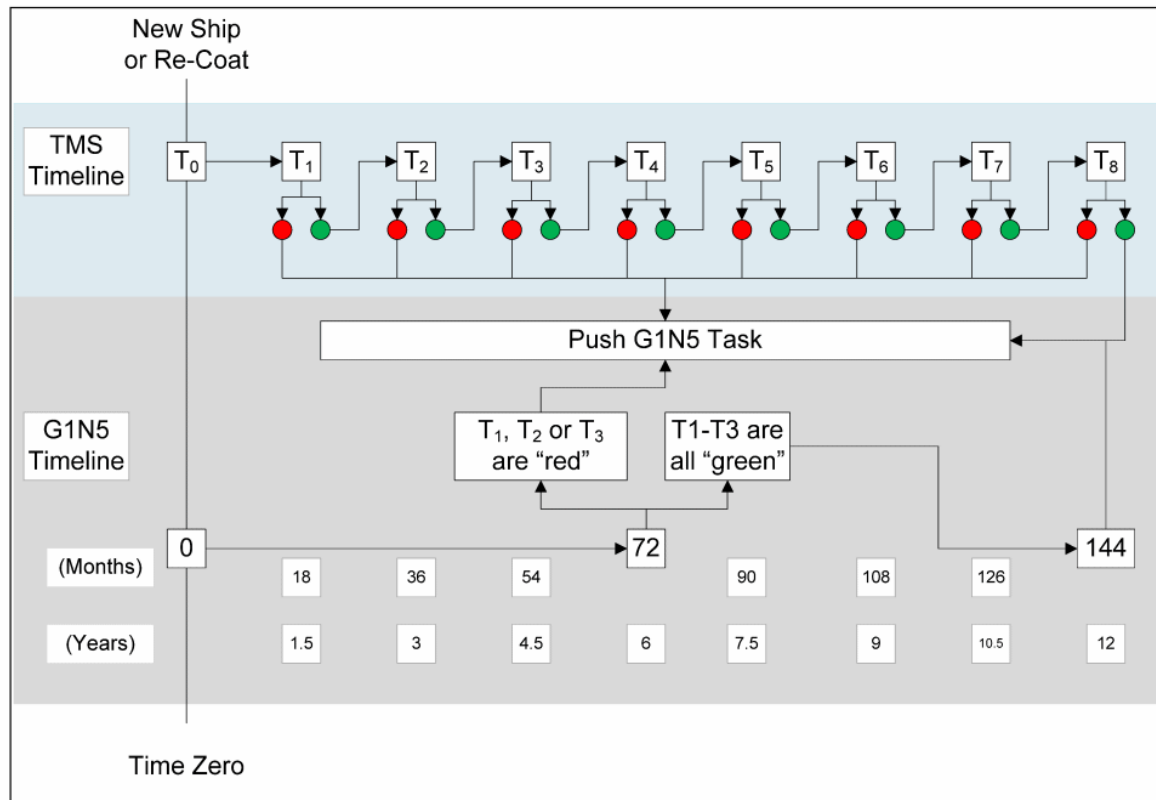 New Ship
or Re-Coat
TMS
Timeline
T₀
T₁
T₂
T₃
T₄
T₅
T₆
T₇
T₈
Push G1N5 Task
G1N5
Timeline
T₁, T₂ or T₃
are “red”
T1-T3 are
all “green”
0
72
144
(Months)
18
36
54
90
108
126
(Years)
1.5
3
4.5
6
7.5
9
10.5
12
Time Zero